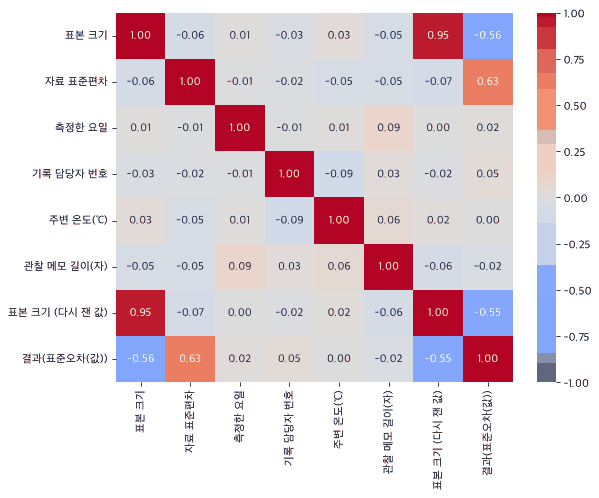 표본 크기 1.00 -0.06 0.01 -0.03 0.03 -0.05 0.95 -0.56
자료 표준편차 -0.06 1.00 -0.01 -0.02 -0.05 -0.05 -0.07 0.63
측정한 요일 0.01 -0.01 1.00 -0.01 0.01 0.09 0.00 0.02
기록 담당자 번호 -0.03 -0.02 -0.01 1.00 -0.09 0.03 -0.02 0.05
주변 온도(℃) 0.03 -0.05 0.01 -0.09 1.00 0.06 0.02 0.00
관찰 메모 길이(자) -0.05 -0.05 0.09 0.03 0.06 1.00 -0.06 -0.02
표본 크기 (다시 잰 값) 0.95 -0.07 0.00 -0.02 0.02 -0.06 1.00 -0.55
결과(표준오차(값)) -0.56 0.63 0.02 0.05 0.00 -0.02 -0.55 1.00
표본 크기
자료 표준편차
측정한 요일
기록 담당자 번호
주변 온도(℃)
관찰 메모 길이(자)
표본 크기 (다시 잰 값)
결과(표준오차(값))
1.00
0.75
0.50
0.25
0.00
-0.25
-0.50
-0.75
-1.00